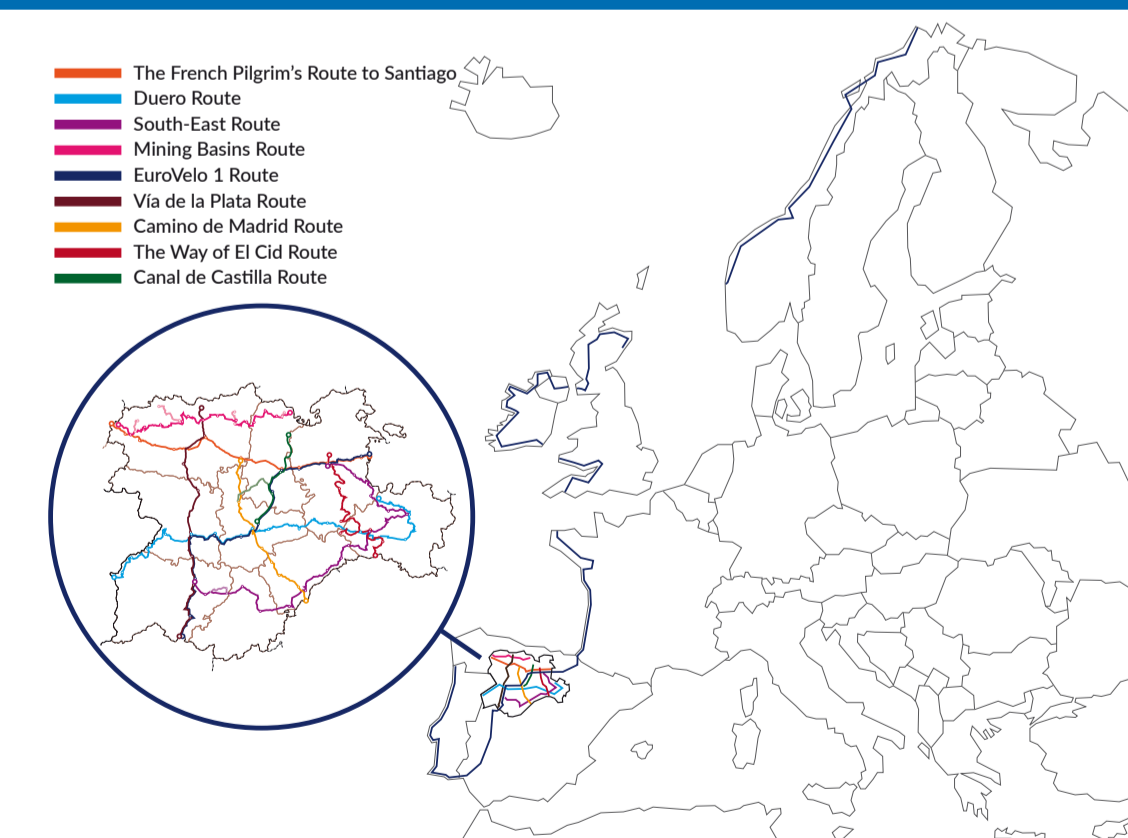 The French Pilgrim's Route to Santiago
Duero Route
South-East Route
Mining Basins Route
EuroVelo 1 Route
Vía de la Plata Route
Camino de Madrid Route
The Way of El Cid Route
Canal de Castilla Route